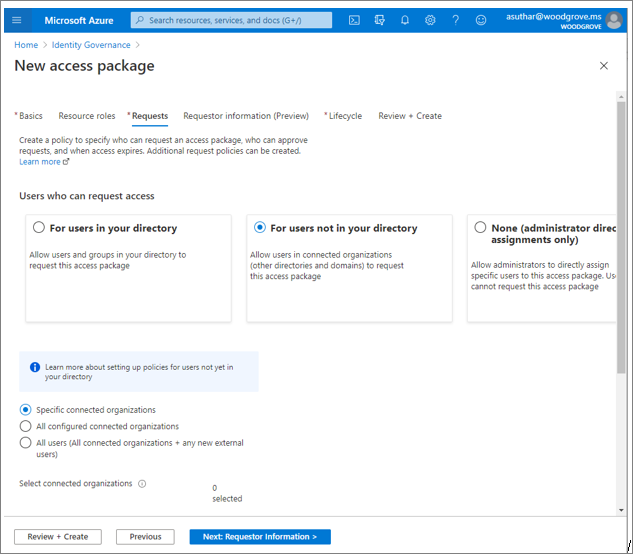 Microsoft Azure
Search resources, services, and docs (G+/)
asuthar@woodgrove.ms
WOODGROVE
Home > Identity Governance >
New access package
* Basics Resource roles * Requests Requestor information (Preview) * Lifecycle Review + Create
Create a policy to specify who can request an access package, who can approve
requests, and when access expires. Additional request policies can be created.
Learn more
Users who can request access
For users in your directory
Allow users and groups in your directory to
request this access package
For users not in your directory
Allow users in connected organizations
(other directories and domains) to request
this access package
None (administrator direc
assignments only)
Allow administrators to directly assign
specific users to this access package. Use
cannot request this access package
Learn more about setting up policies for users not yet in
your directory
Specific connected organizations
All configured connected organizations
All users (All connected organizations + any new external
users)
Select connected organizations
0
selected
Review + Create Previous Next: Requestor Information >